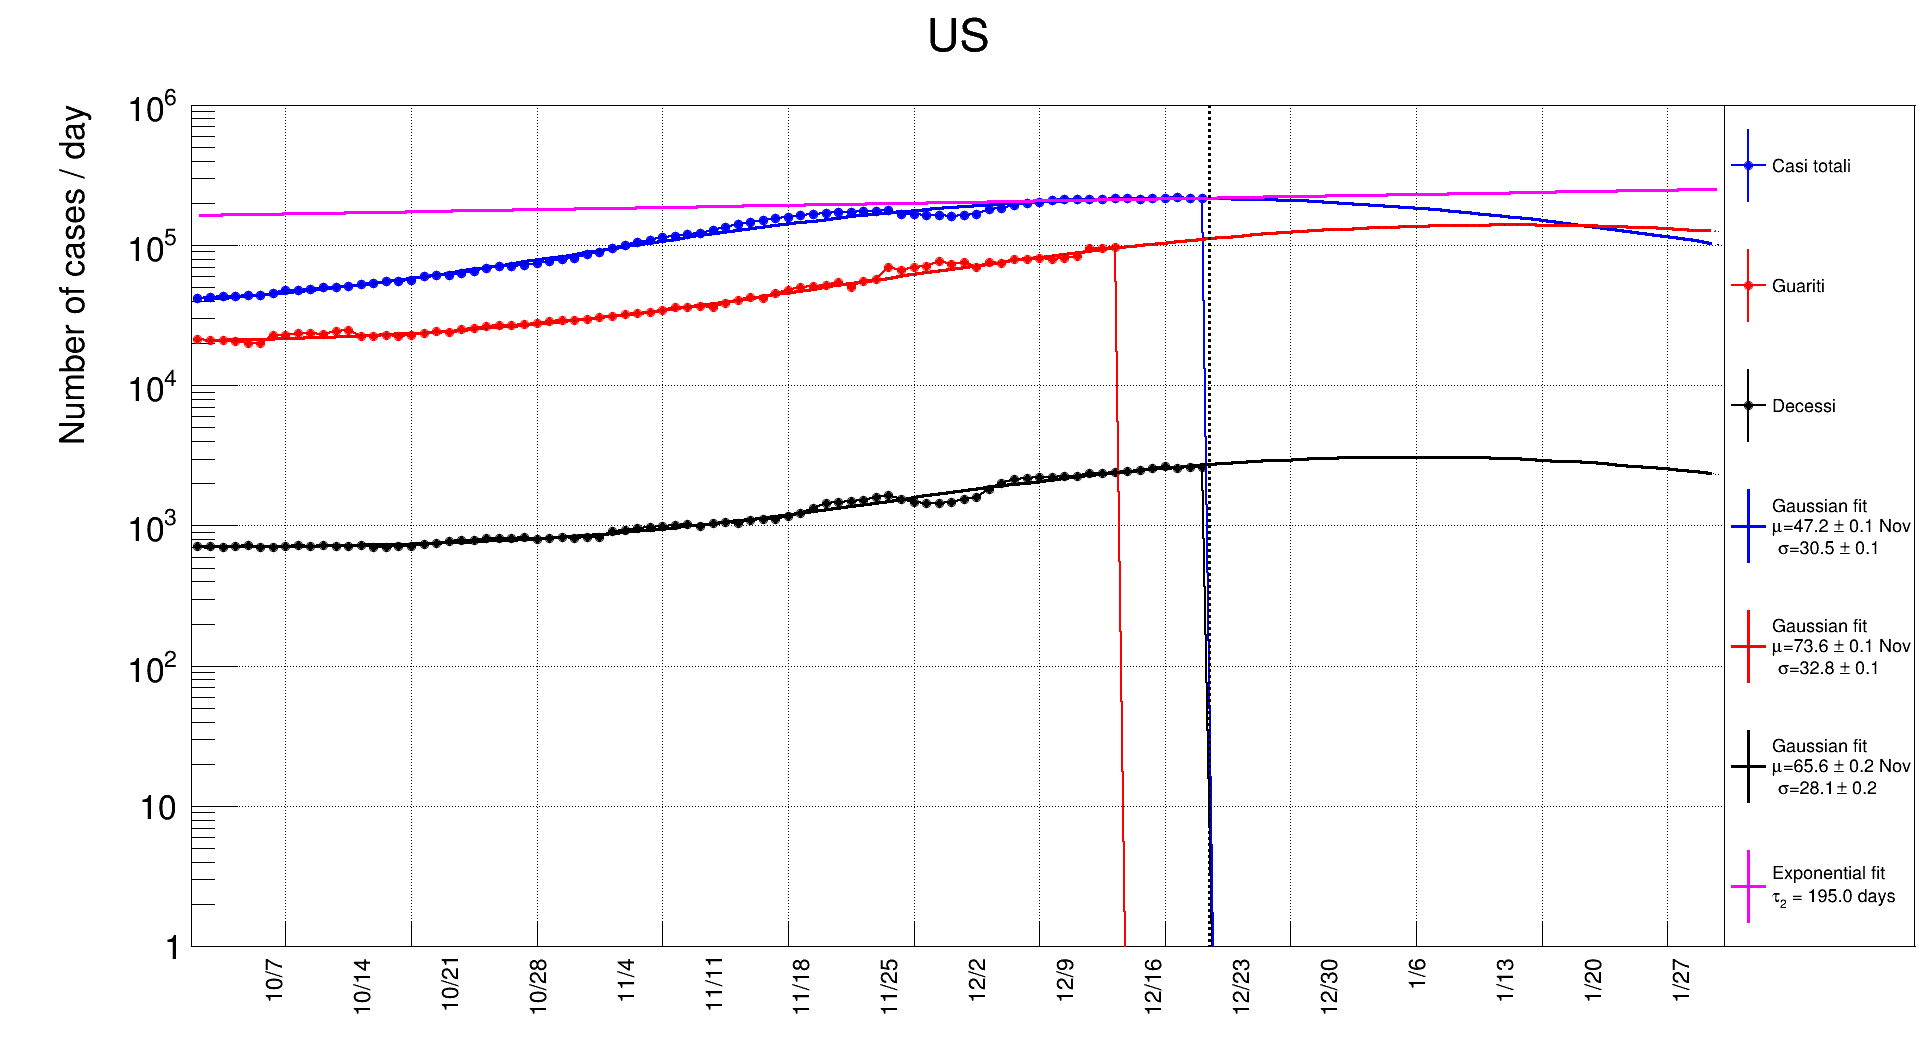 US
Number of cases / day
10^6
10^5
10^4
10^3
10^2
10
1
10/7
10/14
10/21
10/28
11/4
11/11
11/18
11/25
12/2
12/9
12/16
12/23
12/30
1/6
1/13
1/20
1/27
Casi totali
Guariti
Decessi
Gaussian fit
μ=47.2 ± 0.1 Nov
σ=30.5 ± 0.1
Gaussian fit
μ=73.6 ± 0.1 Nov
σ=32.8 ± 0.1
Gaussian fit
μ=65.6 ± 0.2 Nov
σ=28.1 ± 0.2
Exponential fit
τ₂ = 195.0 days